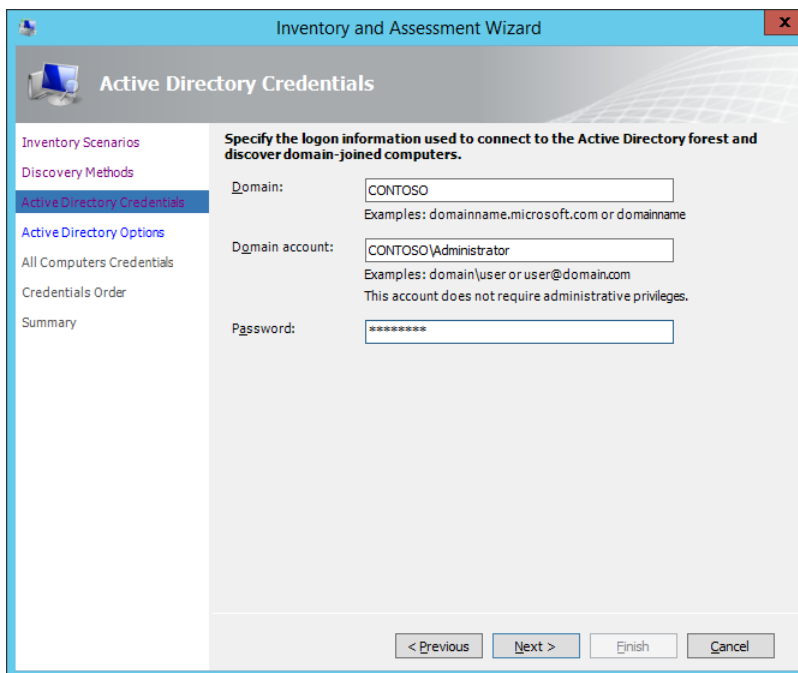 Inventory and Assessment Wizard
x
Active Directory Credentials
Inventory Scenarios
Discovery Methods
Active Directory Credentials
Active Directory Options
All Computers Credentials
Credentials Order
Summary
Specify the logon information used to connect to the Active Directory forest and
discover domain-joined computers.
Domain:
CONTOSO
Examples: domainname.microsoft.com or domainname
Domain account:
CONTOSO\Administrator
Examples: domain\user or user@domain.com
This account does not require administrative privileges.
Password:
********
< Previous
Next >
Finish
Cancel